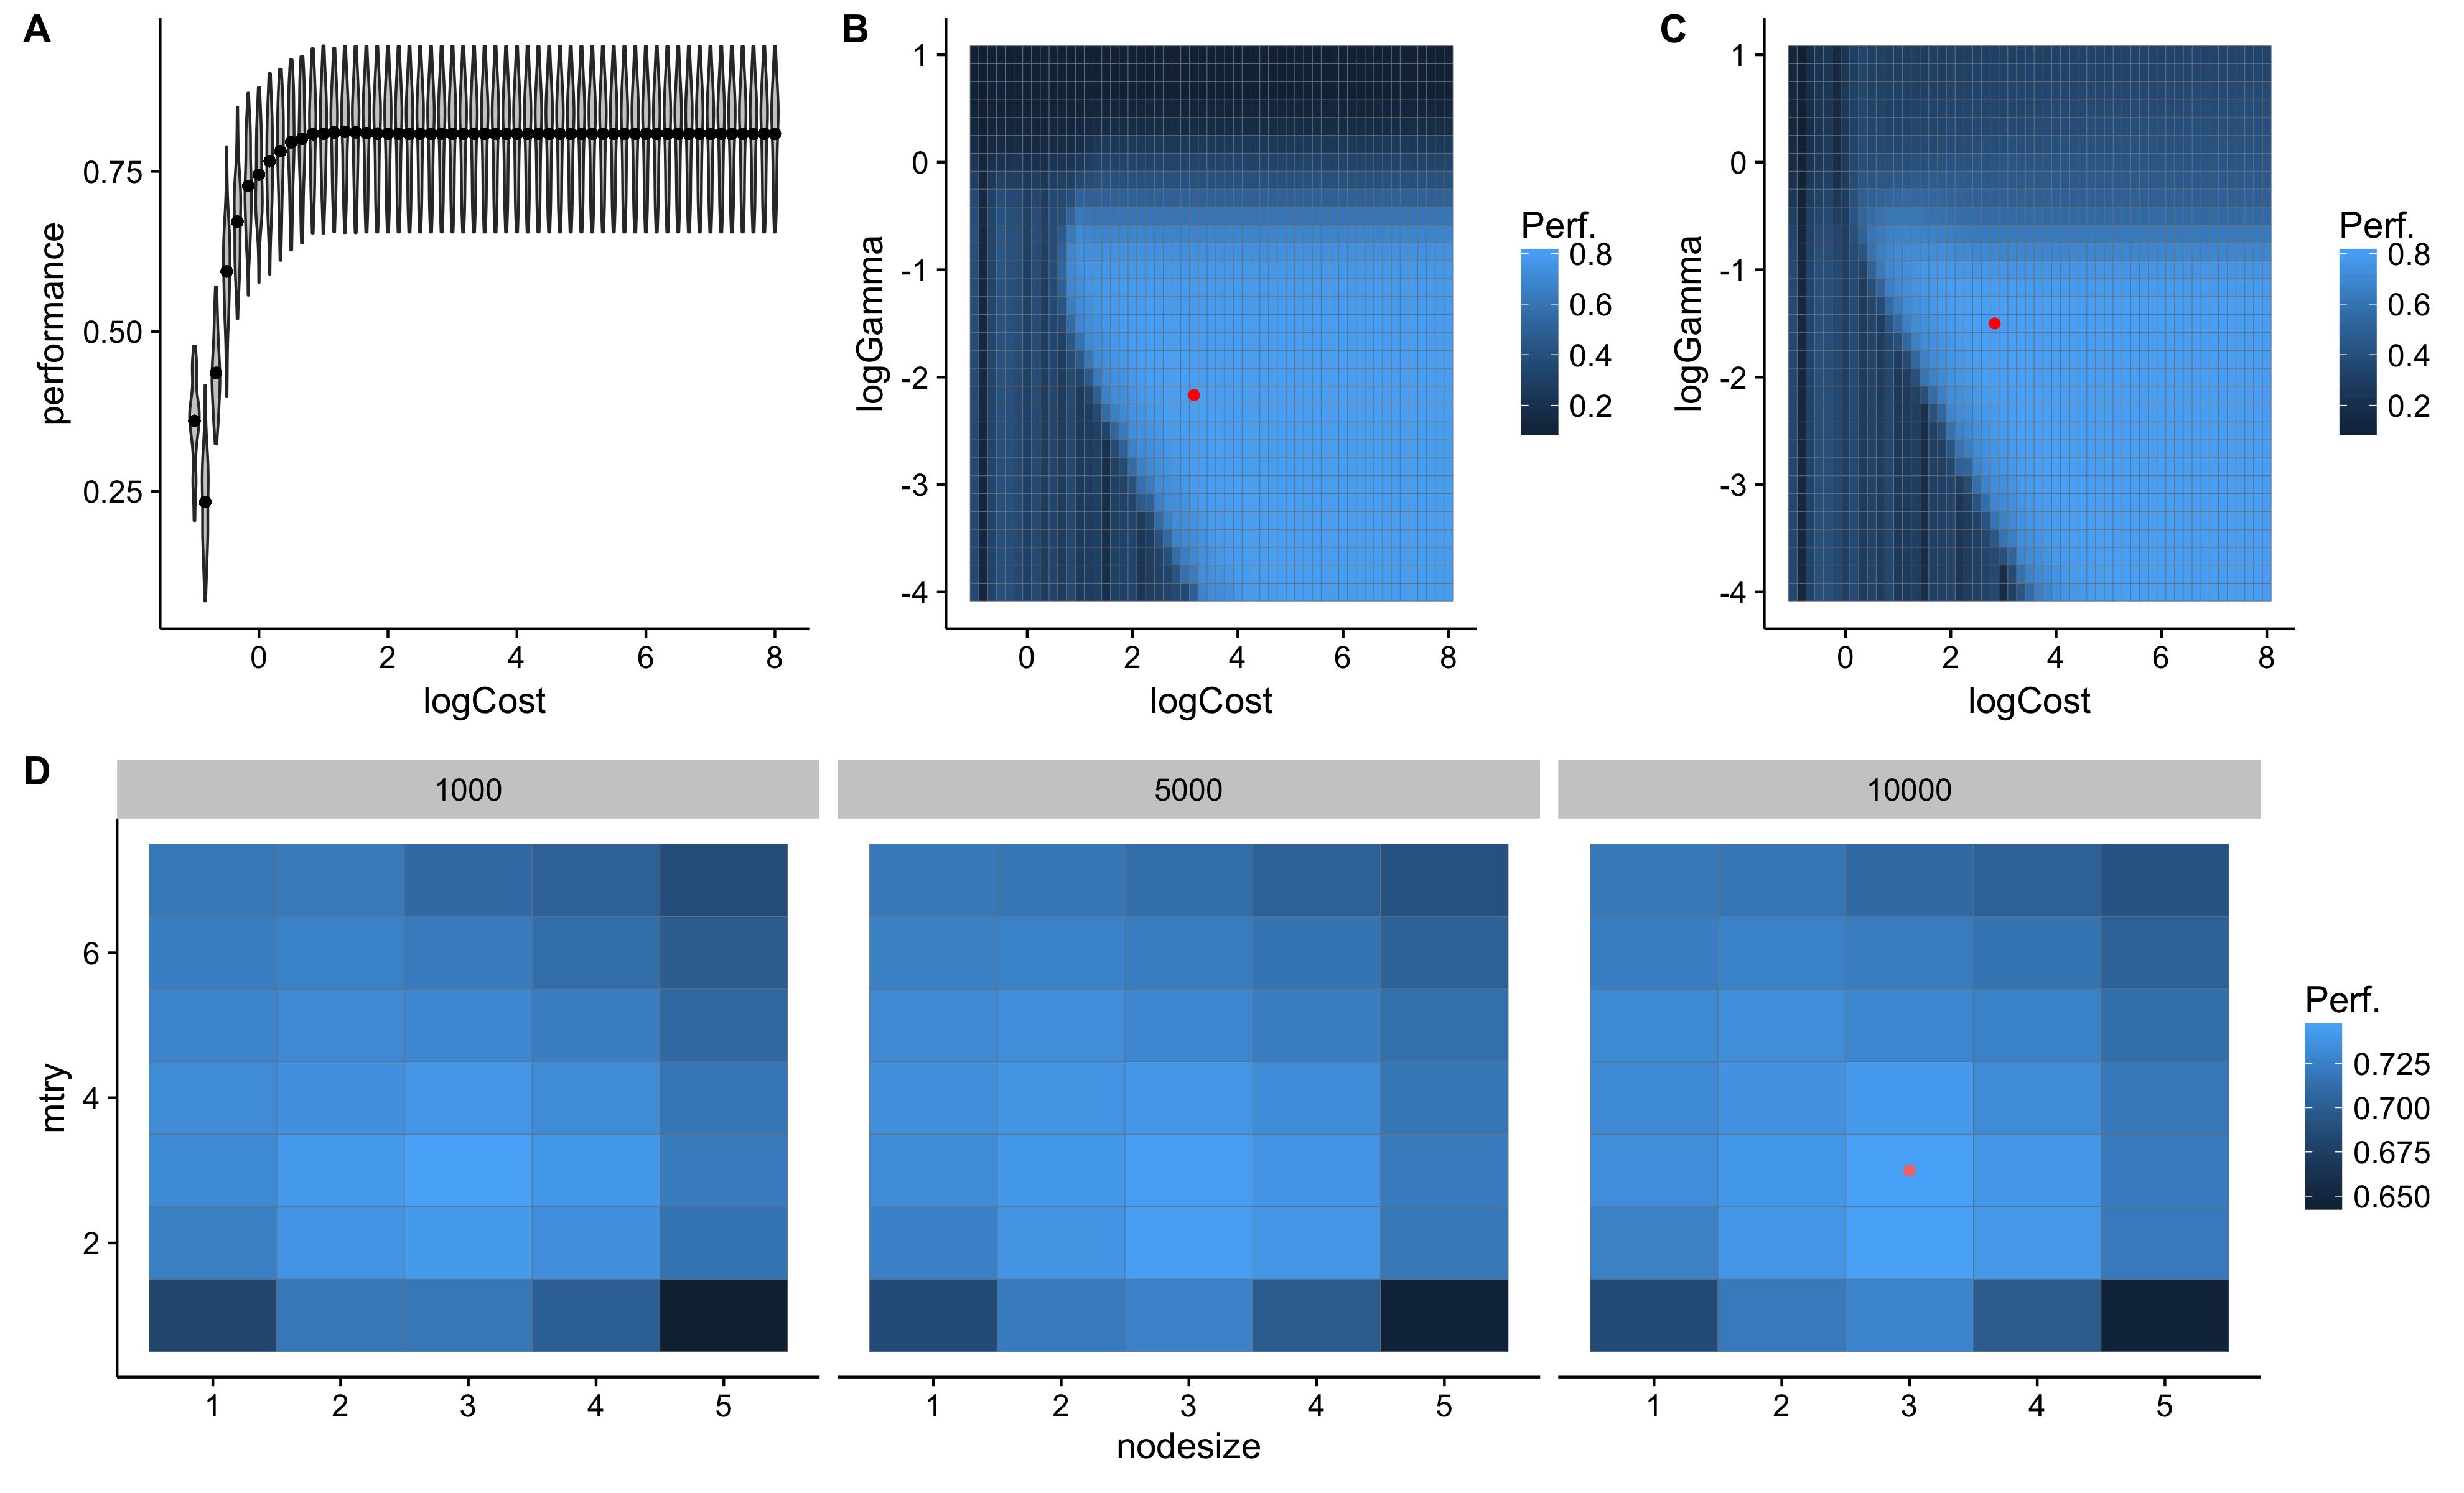 A
performance
0.75
0.50
0.25
0 2 4 6 8
logCost
B
logGamma
1
0
-1
-2
-3
-4
0 2 4 6 8
logCost
Perf.
0.8
0.6
0.4
0.2
C
logGamma
1
0
-1
-2
-3
-4
0 2 4 6 8
logCost
Perf.
0.8
0.6
0.4
0.2
D
1000 5000 10000
mtry
6
4
2
1 2 3 4 5 1 2 3 4 5 1 2 3 4 5
nodesize
Perf.
0.725
0.700
0.675
0.650